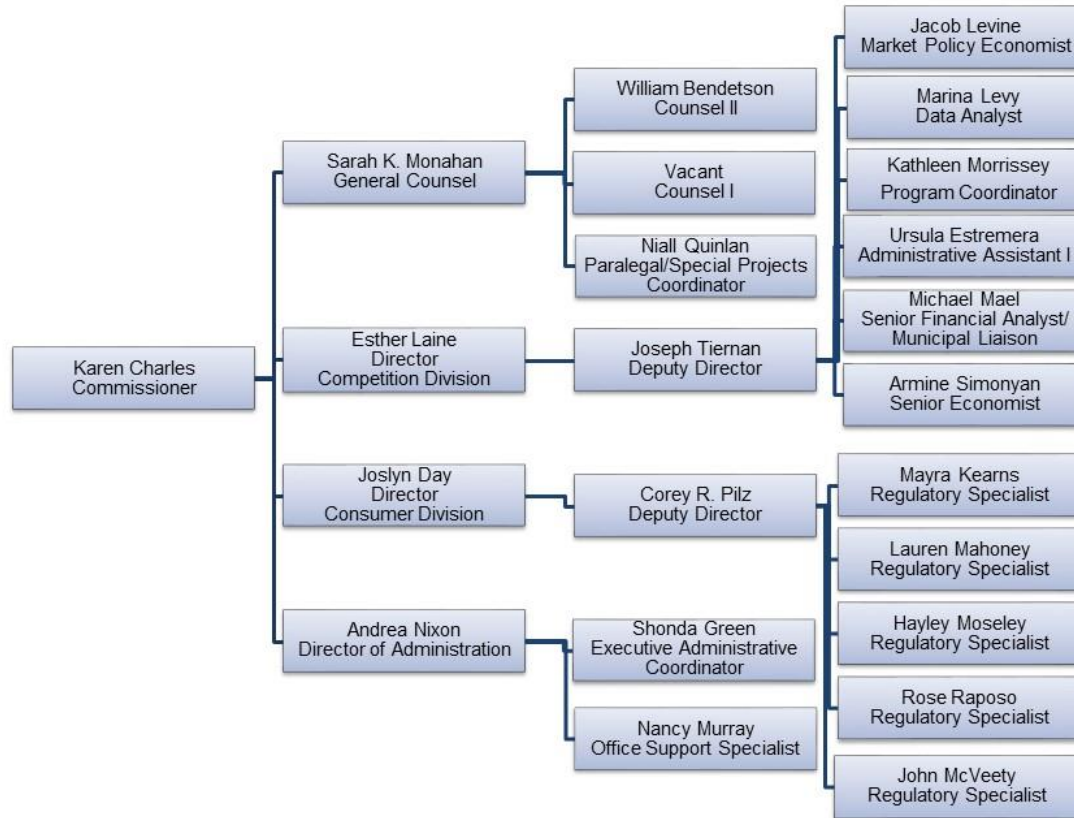 Karen Charles
Commissioner
Sarah K. Monahan
General Counsel
William Bendetson
Counsel II
Vacant
Counsel I
Niall Quinlan
Paralegal/Special Projects
Coordinator
Esther Laine
Director
Competition Division
Joseph Tiernan
Deputy Director
Jacob Levine
Market Policy Economist
Marina Levy
Data Analyst
Kathleen Morrissey
Program Coordinator
Ursula Estremera
Administrative Assistant I
Michael Mael
Senior Financial Analyst/
Municipal Liaison
Armine Simonyan
Senior Economist
Joslyn Day
Director
Consumer Division
Corey R. Pilz
Deputy Director
Mayra Kearns
Regulatory Specialist
Lauren Mahoney
Regulatory Specialist
Hayley Moseley
Regulatory Specialist
Rose Raposo
Regulatory Specialist
John McVeety
Regulatory Specialist
Andrea Nixon
Director of Administration
Shonda Green
Executive Administrative
Coordinator
Nancy Murray
Office Support Specialist